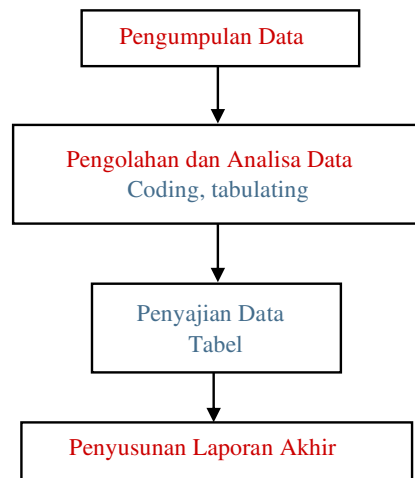 Pengumpulan Data
Pengolahan dan Analisa Data
Coding, tabulating
Penyajian Data
Tabel
Penyusunan Laporan Akhir